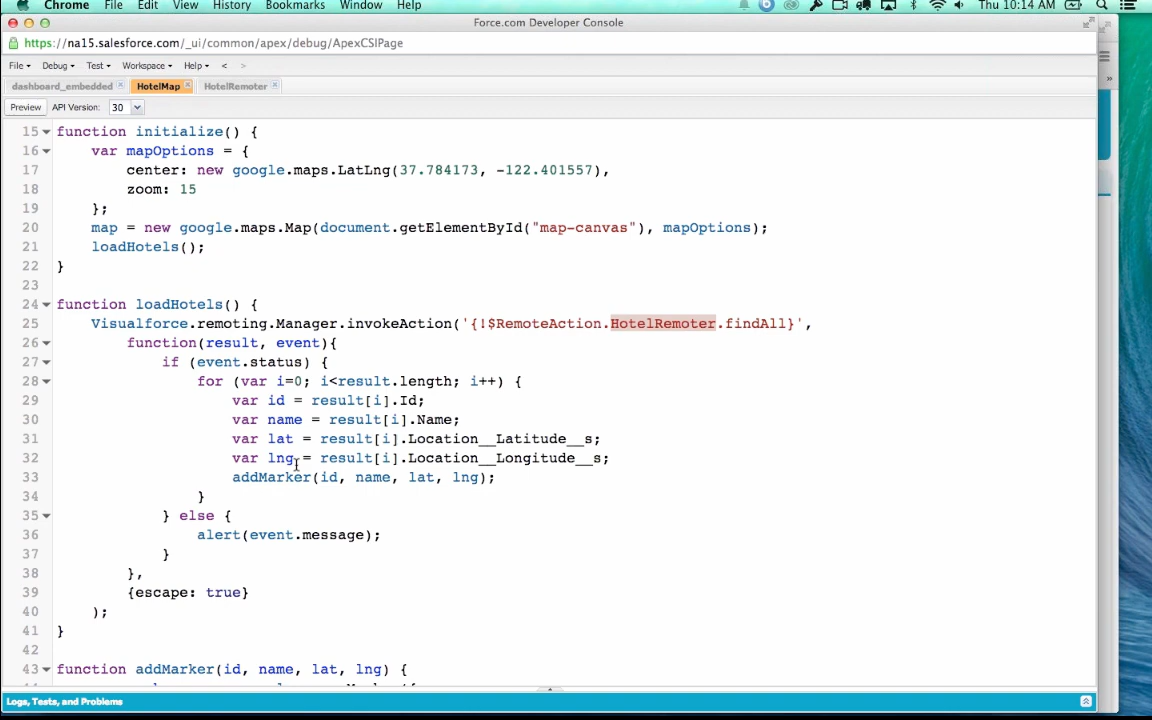 Chrome File Edit View History Bookmarks Window Help Thu 10:14 AM
Force.com Developer Console
https://na15.salesforce.com/_ui/common/apex/debug/ApexCSIPage
File Debug Test Workspace Help < >
dashboard_embedded HotelMap HotelRemoter
Preview API Version: 30
15 function initialize() {
16 var mapOptions = {
17 center: new google.maps.LatLng(37.784173, -122.401557),
18 zoom: 15
19 };
20 map = new google.maps.Map(document.getElementById("map-canvas"), mapOptions);
21 loadHotels();
22 }
23
24 function loadHotels() {
25 Visualforce.remoting.Manager.invokeAction('{!$RemoteAction.HotelRemoter.findAll}',
26 function(result, event){
27 if (event.status) {
28 for (var i=0; i<result.length; i++) {
29 var id = result[i].Id;
30 var name = result[i].Name;
31 var lat = result[i].Location__Latitude__s;
32 var lng = result[i].Location__Longitude__s;
33 addMarker(id, name, lat, lng);
34 }
35 } else {
36 alert(event.message);
37 }
38 },
39 {escape: true}
40 );
41 }
42
43 function addMarker(id, name, lat, lng) {
Logs, Tests, and Problems